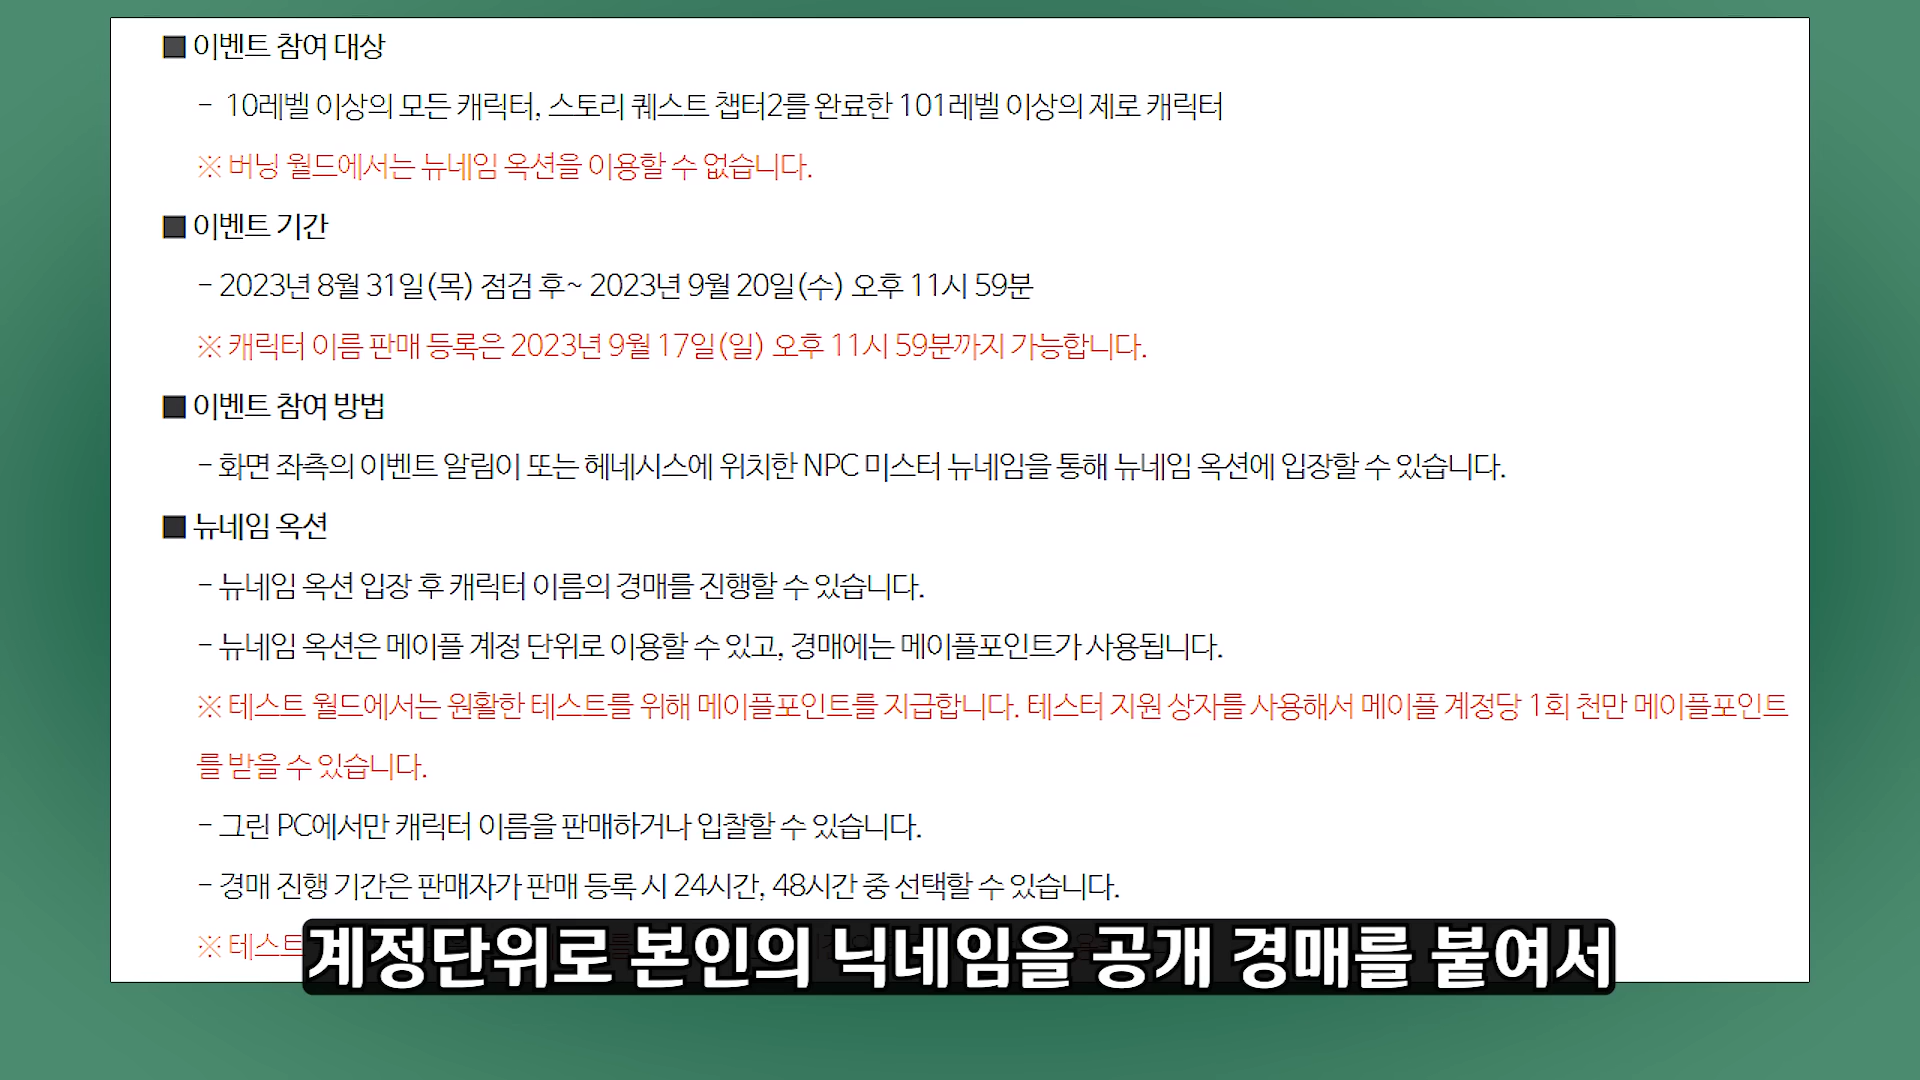 ■ 이벤트 참여 대상
- 10레벨 이상의 모든 캐릭터, 스토리 퀘스트 챕터2를 완료한 101레벨 이상의 제로 캐릭터
※ 버닝 월드에서는 뉴네임 옥션을 이용할 수 없습니다.
■ 이벤트 기간
- 2023년 8월 31일(목) 점검 후~ 2023년 9월 20일(수) 오후 11시 59분
※ 캐릭터 이름 판매 등록은 2023년 9월 17일(일) 오후 11시 59분까지 가능합니다.
■ 이벤트 참여 방법
- 화면 좌측의 이벤트 알림이 또는 헤네시스에 위치한 NPC 미스터 뉴네임을 통해 뉴네임 옥션에 입장할 수 있습니다.
■ 뉴네임 옥션
- 뉴네임 옥션 입장 후 캐릭터 이름의 경매를 진행할 수 있습니다.
- 뉴네임 옥션은 메이플 계정 단위로 이용할 수 있고, 경매에는 메이플포인트가 사용됩니다.
※ 테스트 월드에서는 원활한 테스트를 위해 메이플포인트를 지급합니다. 테스터 지원 상자를 사용해서 메이플 계정당 1회 천만 메이플포인트
를 받을 수 있습니다.
- 그린 PC에서만 캐릭터 이름을 판매하거나 입찰할 수 있습니다.
- 경매 진행 기간은 판매자가 판매 등록 시 24시간, 48시간 중 선택할 수 있습니다.
※ 테스트
계정단위로 본인의 닉네임을 공개 경매를 붙여서